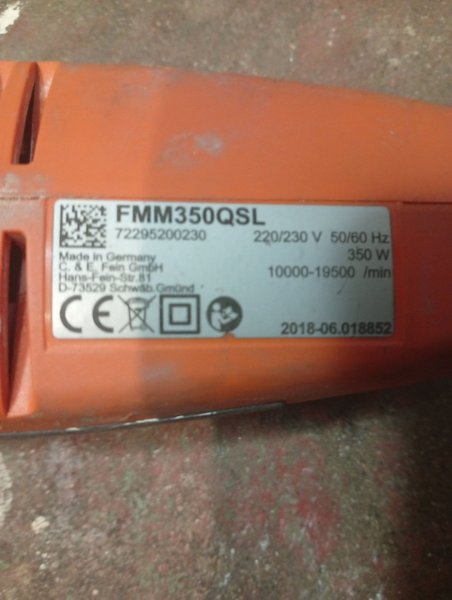 FMM350QSL
72295200230 220/230 V 50/60 Hz
Made in Germany 350 W
C. & E. Fein GmbH 10000-19500 /min
Hans-Fein-Str.81
D-73529 Schwäb.Gmünd
CE
2018-06.018852